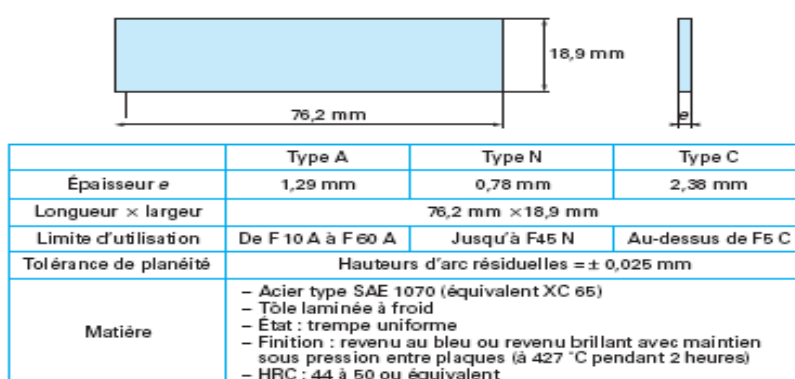 18,9 mm
76,2 mm
e
Type A Type N Type C
Épaisseur e 1,29 mm 0,78 mm 2,38 mm
Longueur × largeur 76,2 mm ×18,9 mm
Limite d'utilisation De F 10 A à F 60 A Jusqu'à F45 N Au-dessus de F5 C
Tolérance de planéité Hauteurs d'arc résiduelles = ± 0,025 mm
Matière
– Acier type SAE 1070 (équivalent XC 65)
– Tôle laminée à froid
– État : trempe uniforme
– Finition : revenu au bleu ou revenu brillant avec maintien
sous pression entre plaques (à 427 °C pendant 2 heures)
– HRC : 44 à 50 ou équivalent